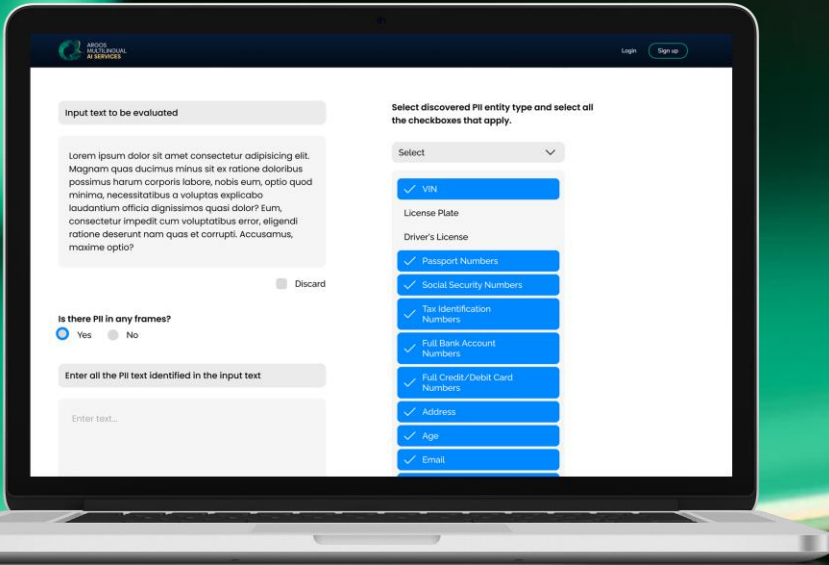 ARGOS
MULTILINGUAL
AI SERVICES
Login
Sign up
Input text to be evaluated
Lorem ipsum dolor sit amet consectetur adipisicing elit.
Magnam quas ducimus minus sit ex ratione doloribus
possimus harum corporis labore, nobis eum, optio quod
minima, necessitatibus a voluptas explicabo
laudantium officia dignissimos quasi dolor? Eum,
consectetur impedit cum voluptatibus error, eligendi
ratione deserunt nam quas et corrupti. Accusamus,
maxime optio?
Discard
Is there PII in any frames?
Yes No
Enter all the PII text identified in the input text
Enter text...
Select discovered PII entity type and select all
the checkboxes that apply.
Select
VIN
License Plate
Driver's License
Passport Numbers
Social Security Numbers
Tax Identification
Numbers
Full Bank Account
Numbers
Full Credit/Debit Card
Numbers
Address
Age
Email